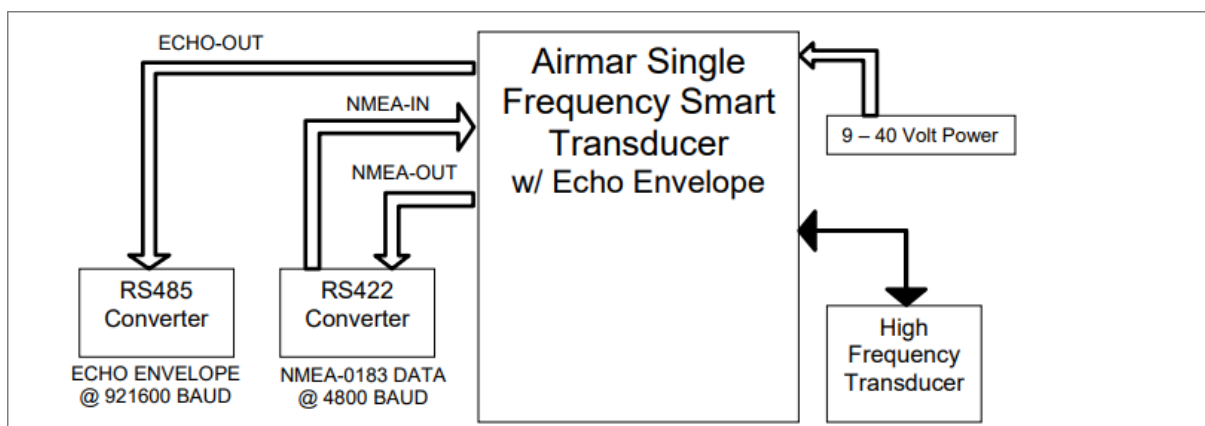 ECHO-OUT
NMEA-IN
NMEA-OUT
Airmar Single
Frequency Smart
Transducer
w/ Echo Envelope
9 – 40 Volt Power
RS485
Converter
ECHO ENVELOPE
@ 921600 BAUD
RS422
Converter
NMEA-0183 DATA
@ 4800 BAUD
High
Frequency
Transducer